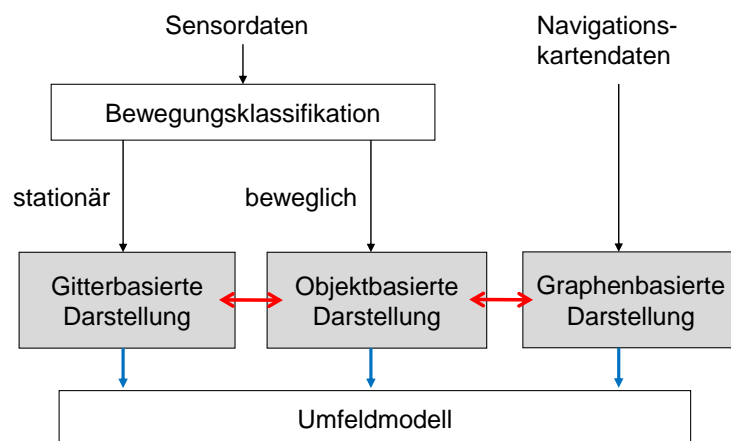 Sensordaten
Navigations-
kartendaten
Bewegungsklassifikation
stationär
beweglich
Gitterbasierte
Darstellung
Objektbasierte
Darstellung
Graphenbasierte
Darstellung
Umfeldmodell